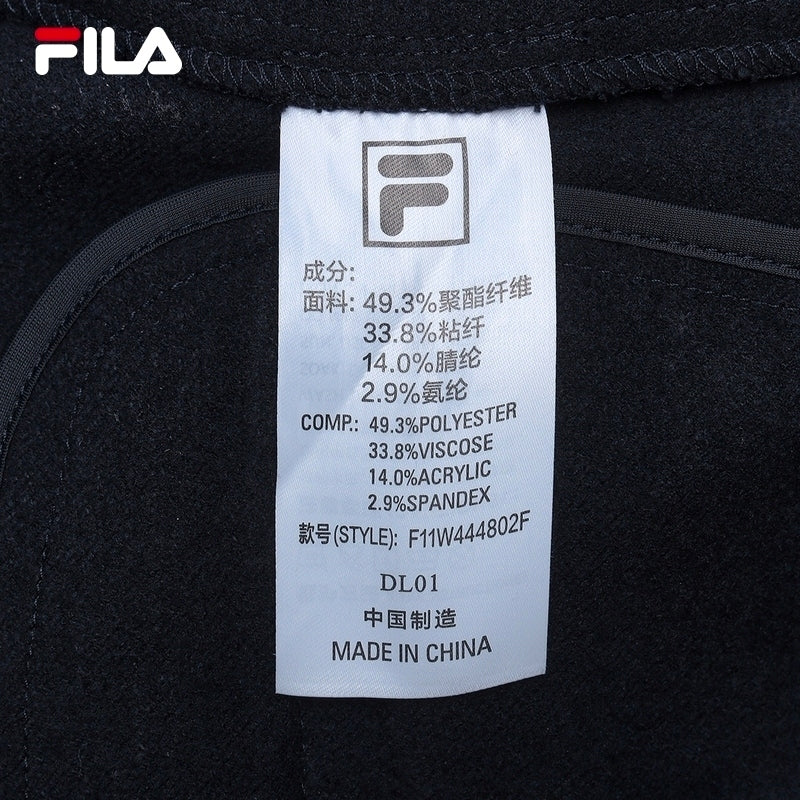 FILA
F
成分:
面料: 49.3%聚酯纤维
33.8%粘纤
14.0%腈纶
2.9%氨纶
COMP.: 49.3%POLYESTER
33.8%VISCOSE
14.0%ACRYLIC
2.9%SPANDEX
款号(STYLE): F11W444802F
DL01
中国制造
MADE IN CHINA